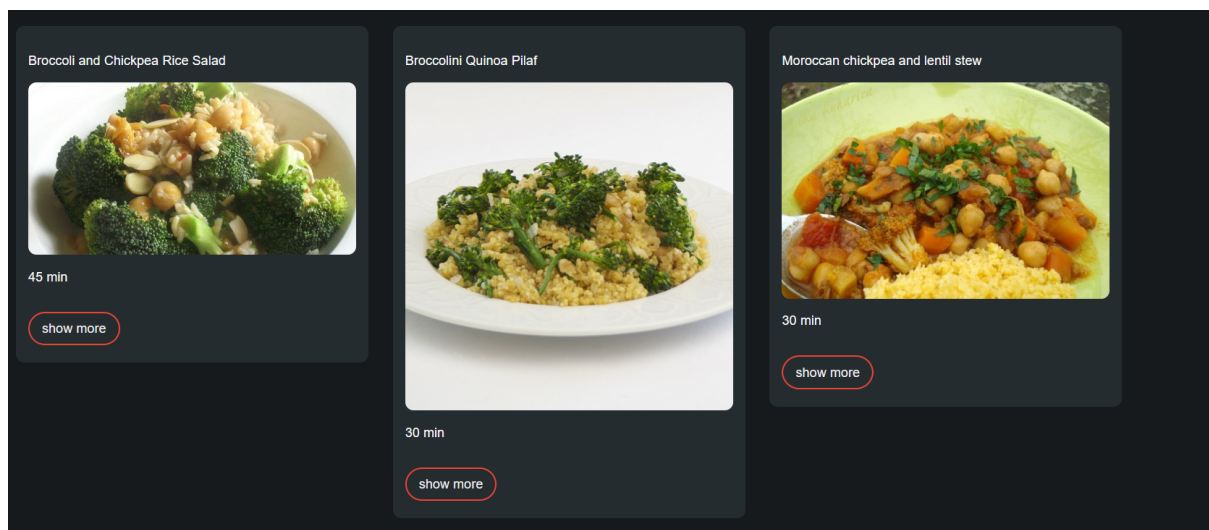 Broccoli and Chickpea Rice Salad
45 min
show more
Broccolini Quinoa Pilaf
30 min
show more
Moroccan chickpea and lentil stew
30 min
show more